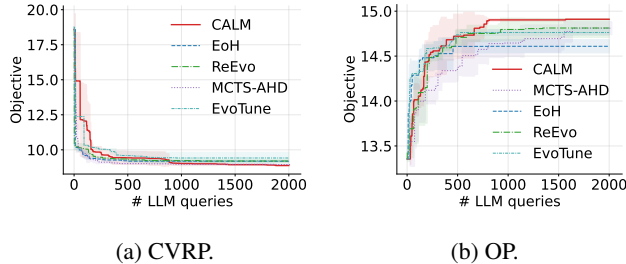 20.0
17.5
15.0
12.5
10.0
Objective
CALM
EoH
ReEvo
MCTS-AHD
EvoTune
0 500 1000 1500 2000
# LLM queries
(a) CVRP.
15.0
14.5
14.0
13.5
Objective
CALM
MCTS-AHD
EoH
ReEvo
EvoTune
0 500 1000 1500 2000
# LLM queries
(b) OP.